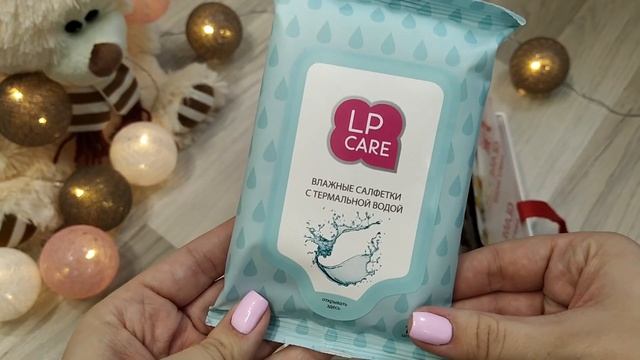 LP
CARE
ВЛАЖНЫЕ САЛФЕТКИ
С ТЕРМАЛЬНОЙ ВОДОЙ
открывать
здесь